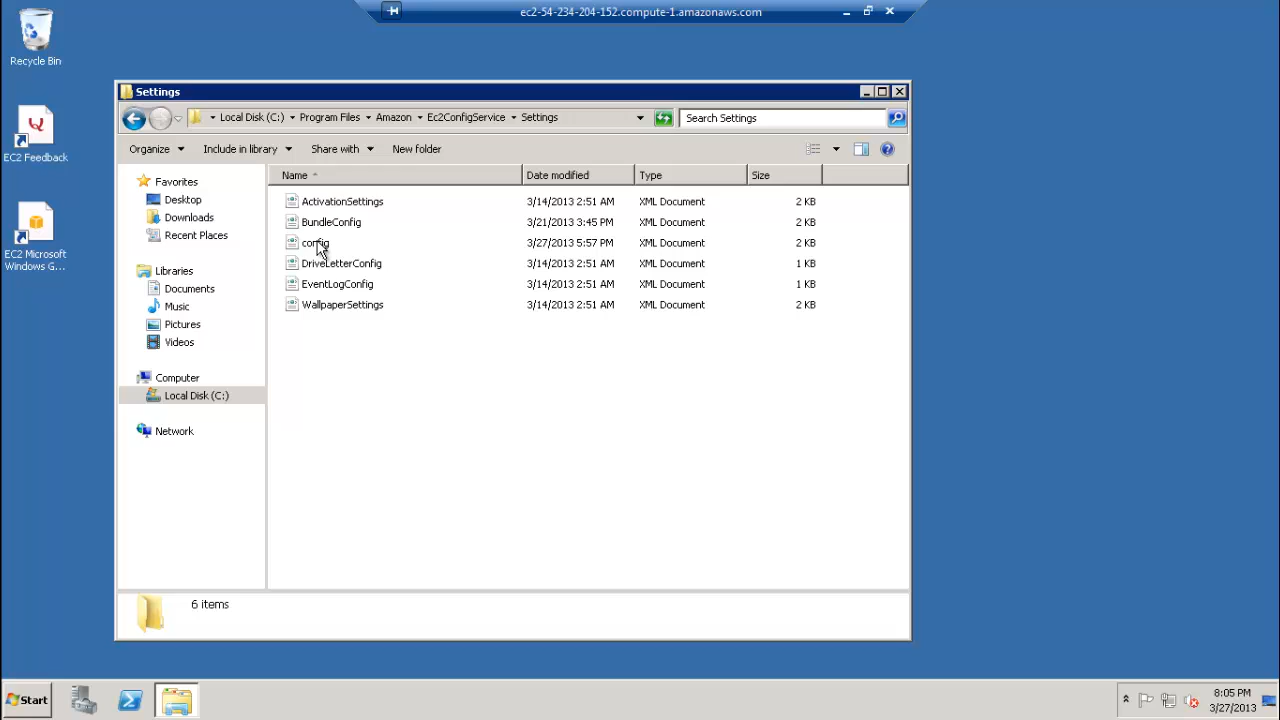 ec2-54-234-204-152.compute-1.amazonaws.com
Recycle Bin
EC2 Feedback
EC2 Microsoft
Windows G...
Settings
Local Disk (C:) Program Files Amazon Ec2ConfigService Settings
Search Settings
Organize Include in library Share with New folder
Name Date modified Type Size
Favorites
Desktop
Downloads
Recent Places
Libraries
Documents
Music
Pictures
Videos
Computer
Local Disk (C:)
Network
ActivationSettings 3/14/2013 2:51 AM XML Document 2 KB
BundleConfig 3/21/2013 3:45 PM XML Document 2 KB
config 3/27/2013 5:57 PM XML Document 2 KB
DriveLetterConfig 3/14/2013 2:51 AM XML Document 1 KB
EventLogConfig 3/14/2013 2:51 AM XML Document 1 KB
WallpaperSettings 3/14/2013 2:51 AM XML Document 2 KB
6 items
Start
8:05 PM
3/27/2013